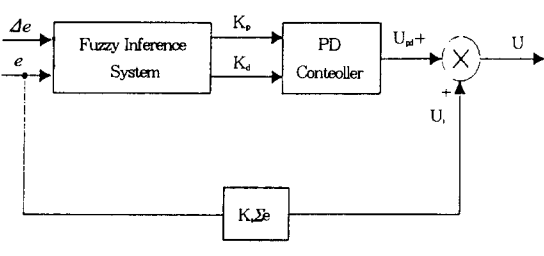 Δe
e
Fuzzy Inference
System
Kp
Kd
PD
Conteoller
Upd+
U
+
Ui
KiΣe